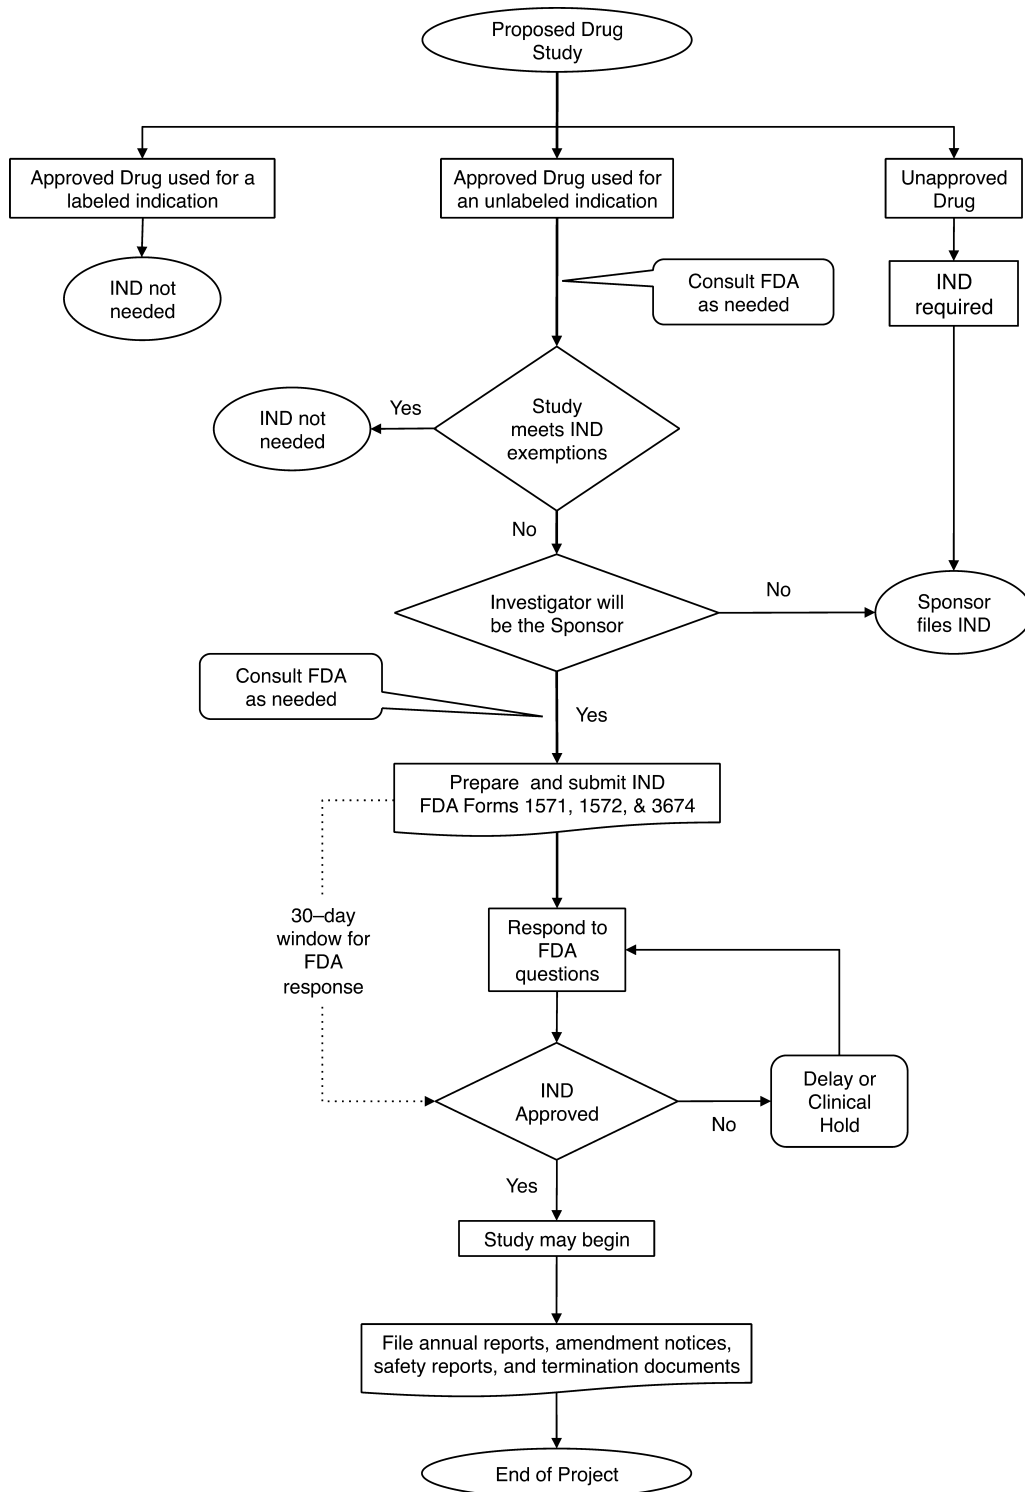 Proposed Drug
Study
Approved Drug used for a
labeled indication
Approved Drug used for
an unlabeled indication
Unapproved
Drug
IND not
needed
Consult FDA
as needed
IND
required
Study
meets IND
exemptions
Yes
IND not
needed
No
Investigator will
be the Sponsor
No
Sponsor
files IND
Consult FDA
as needed
Yes
Prepare and submit IND
FDA Forms 1571, 1572, & 3674
30–day
window for
FDA
response
Respond to
FDA
questions
IND
Approved
No
Delay or
Clinical
Hold
Yes
Study may begin
File annual reports, amendment notices,
safety reports, and termination documents
End of Project